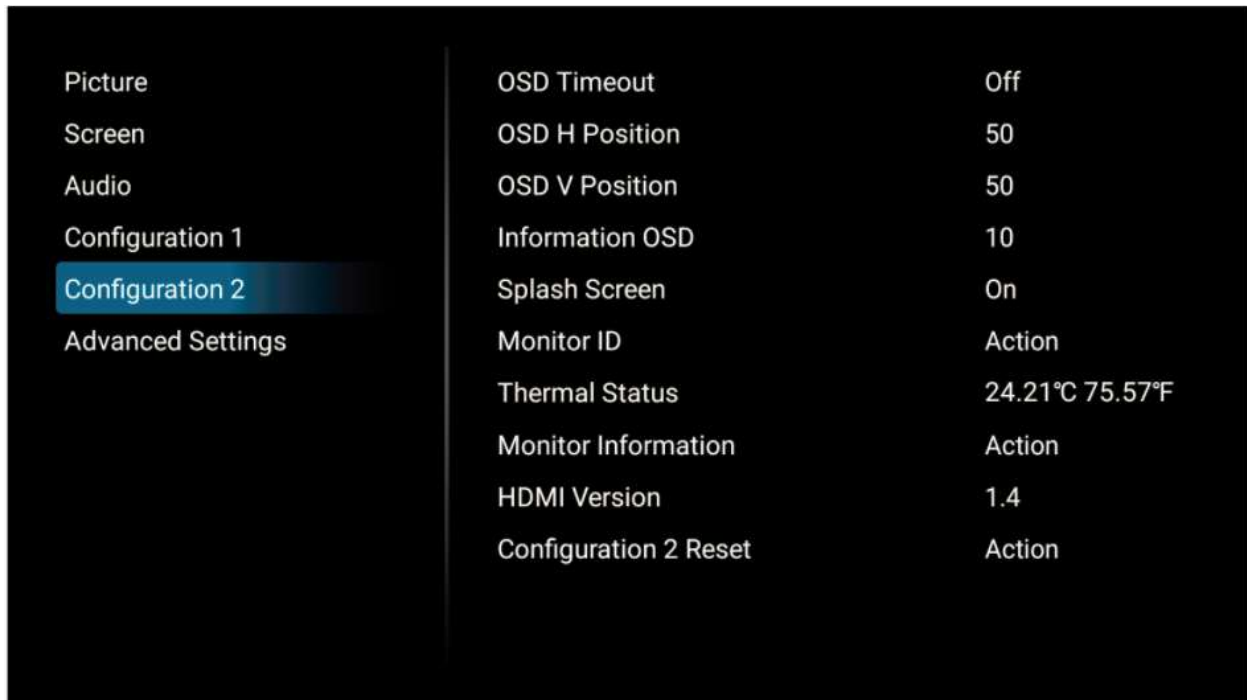 Picture
Screen
Audio
Configuration 1
Configuration 2
Advanced Settings
OSD Timeout Off
OSD H Position 50
OSD V Position 50
Information OSD 10
Splash Screen On
Monitor ID Action
Thermal Status 24.21℃ 75.57℉
Monitor Information Action
HDMI Version 1.4
Configuration 2 Reset Action